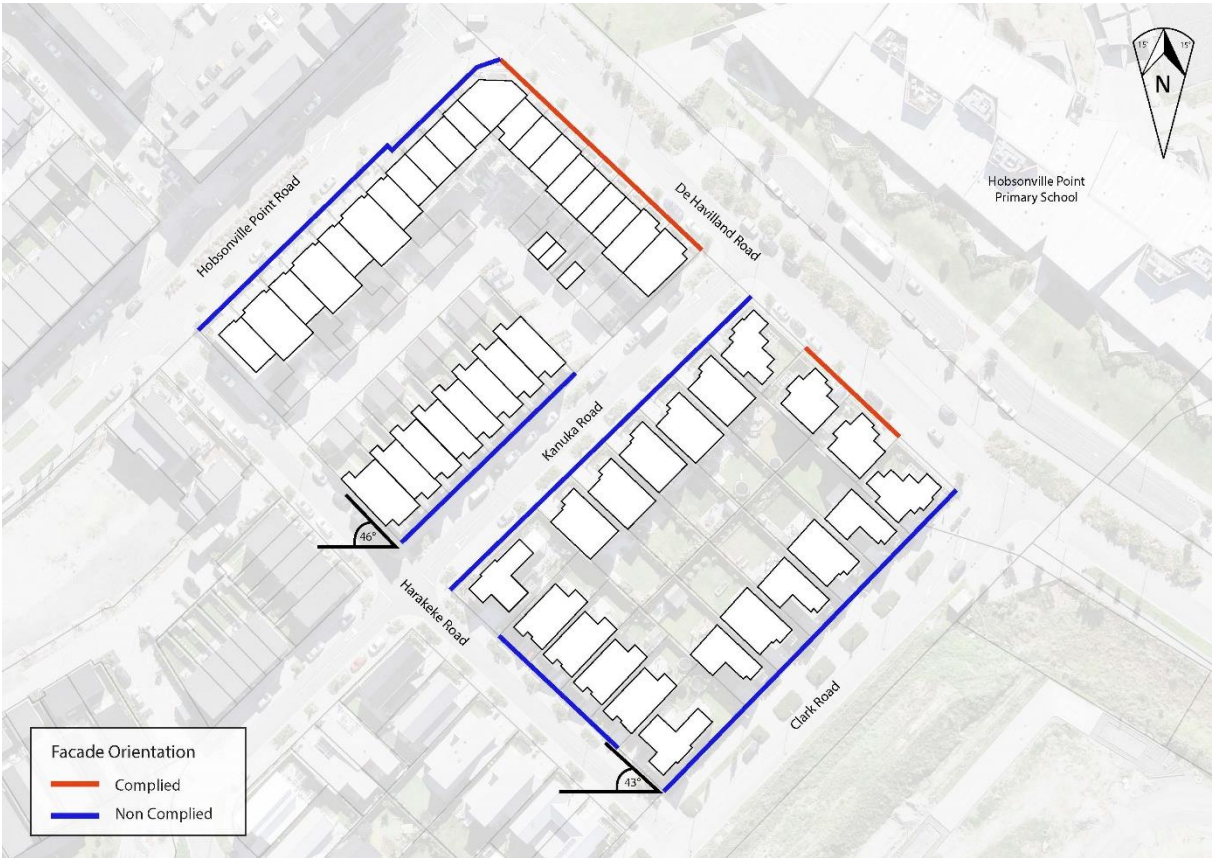 15°
15°
N
Hobsonville Point
Primary School
De Havilland Road
Hobsonville Point Road
Kanuka Road
46°
Harakeke Road
Clark Road
43°
Facade Orientation
Complied
Non Complied